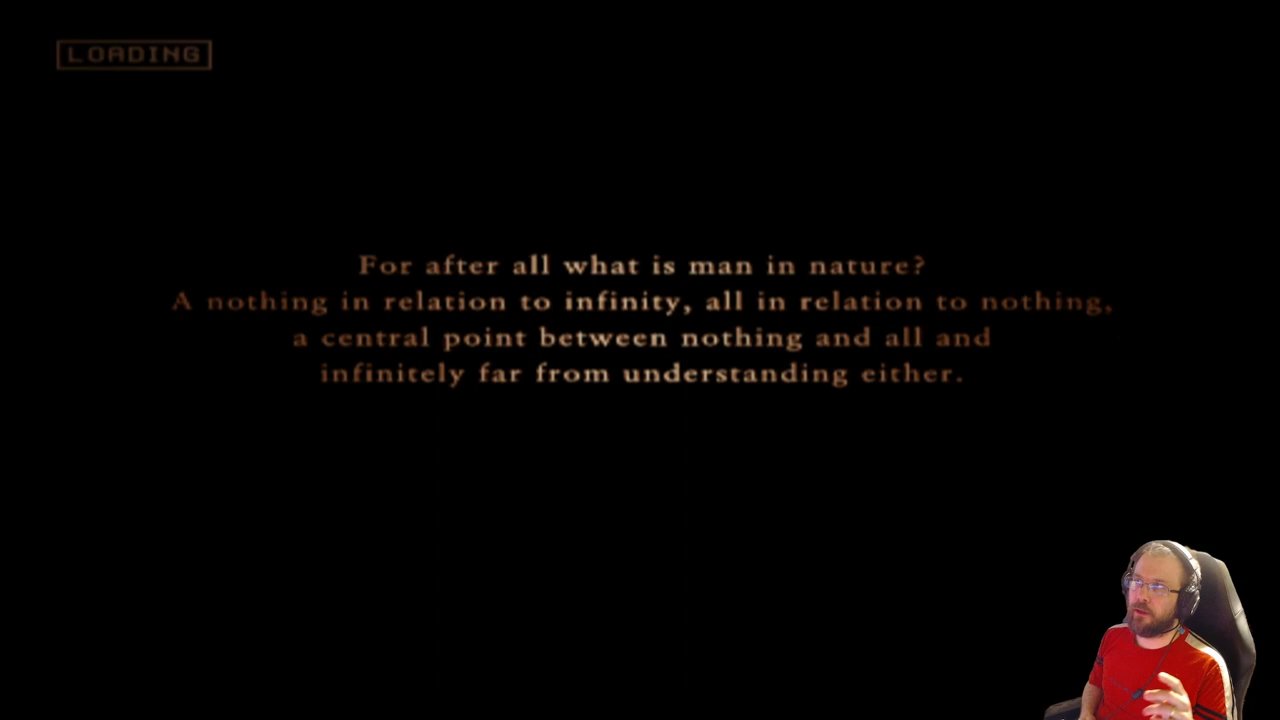 LOADING
For after all what is man in nature?
A nothing in relation to infinity, all in relation to nothing,
a central point between nothing and all and
infinitely far from understanding either.